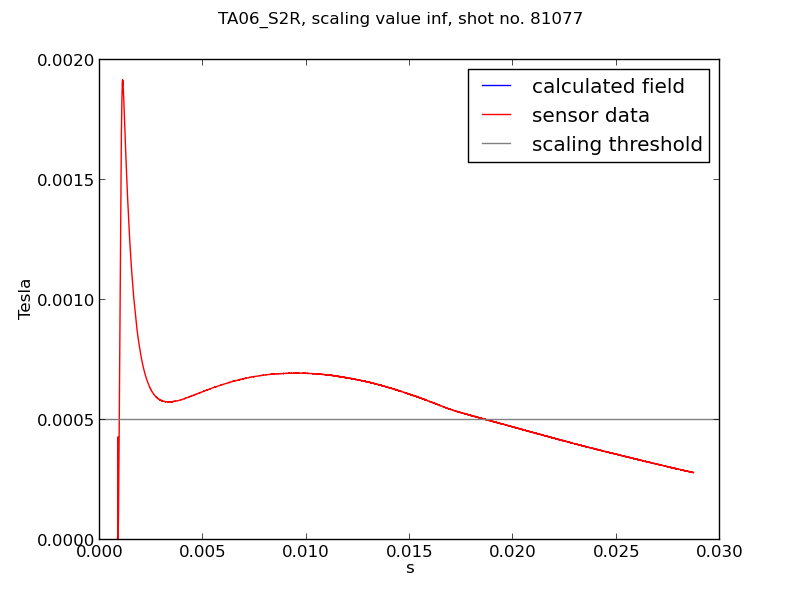 TA06_S2R, scaling value inf, shot no. 81077
0.0020
calculated field
sensor data
scaling threshold
0.0015
Tesla
0.0010
0.0005
0.0000
0.000 0.005 0.010 0.015 0.020 0.025 0.030
s